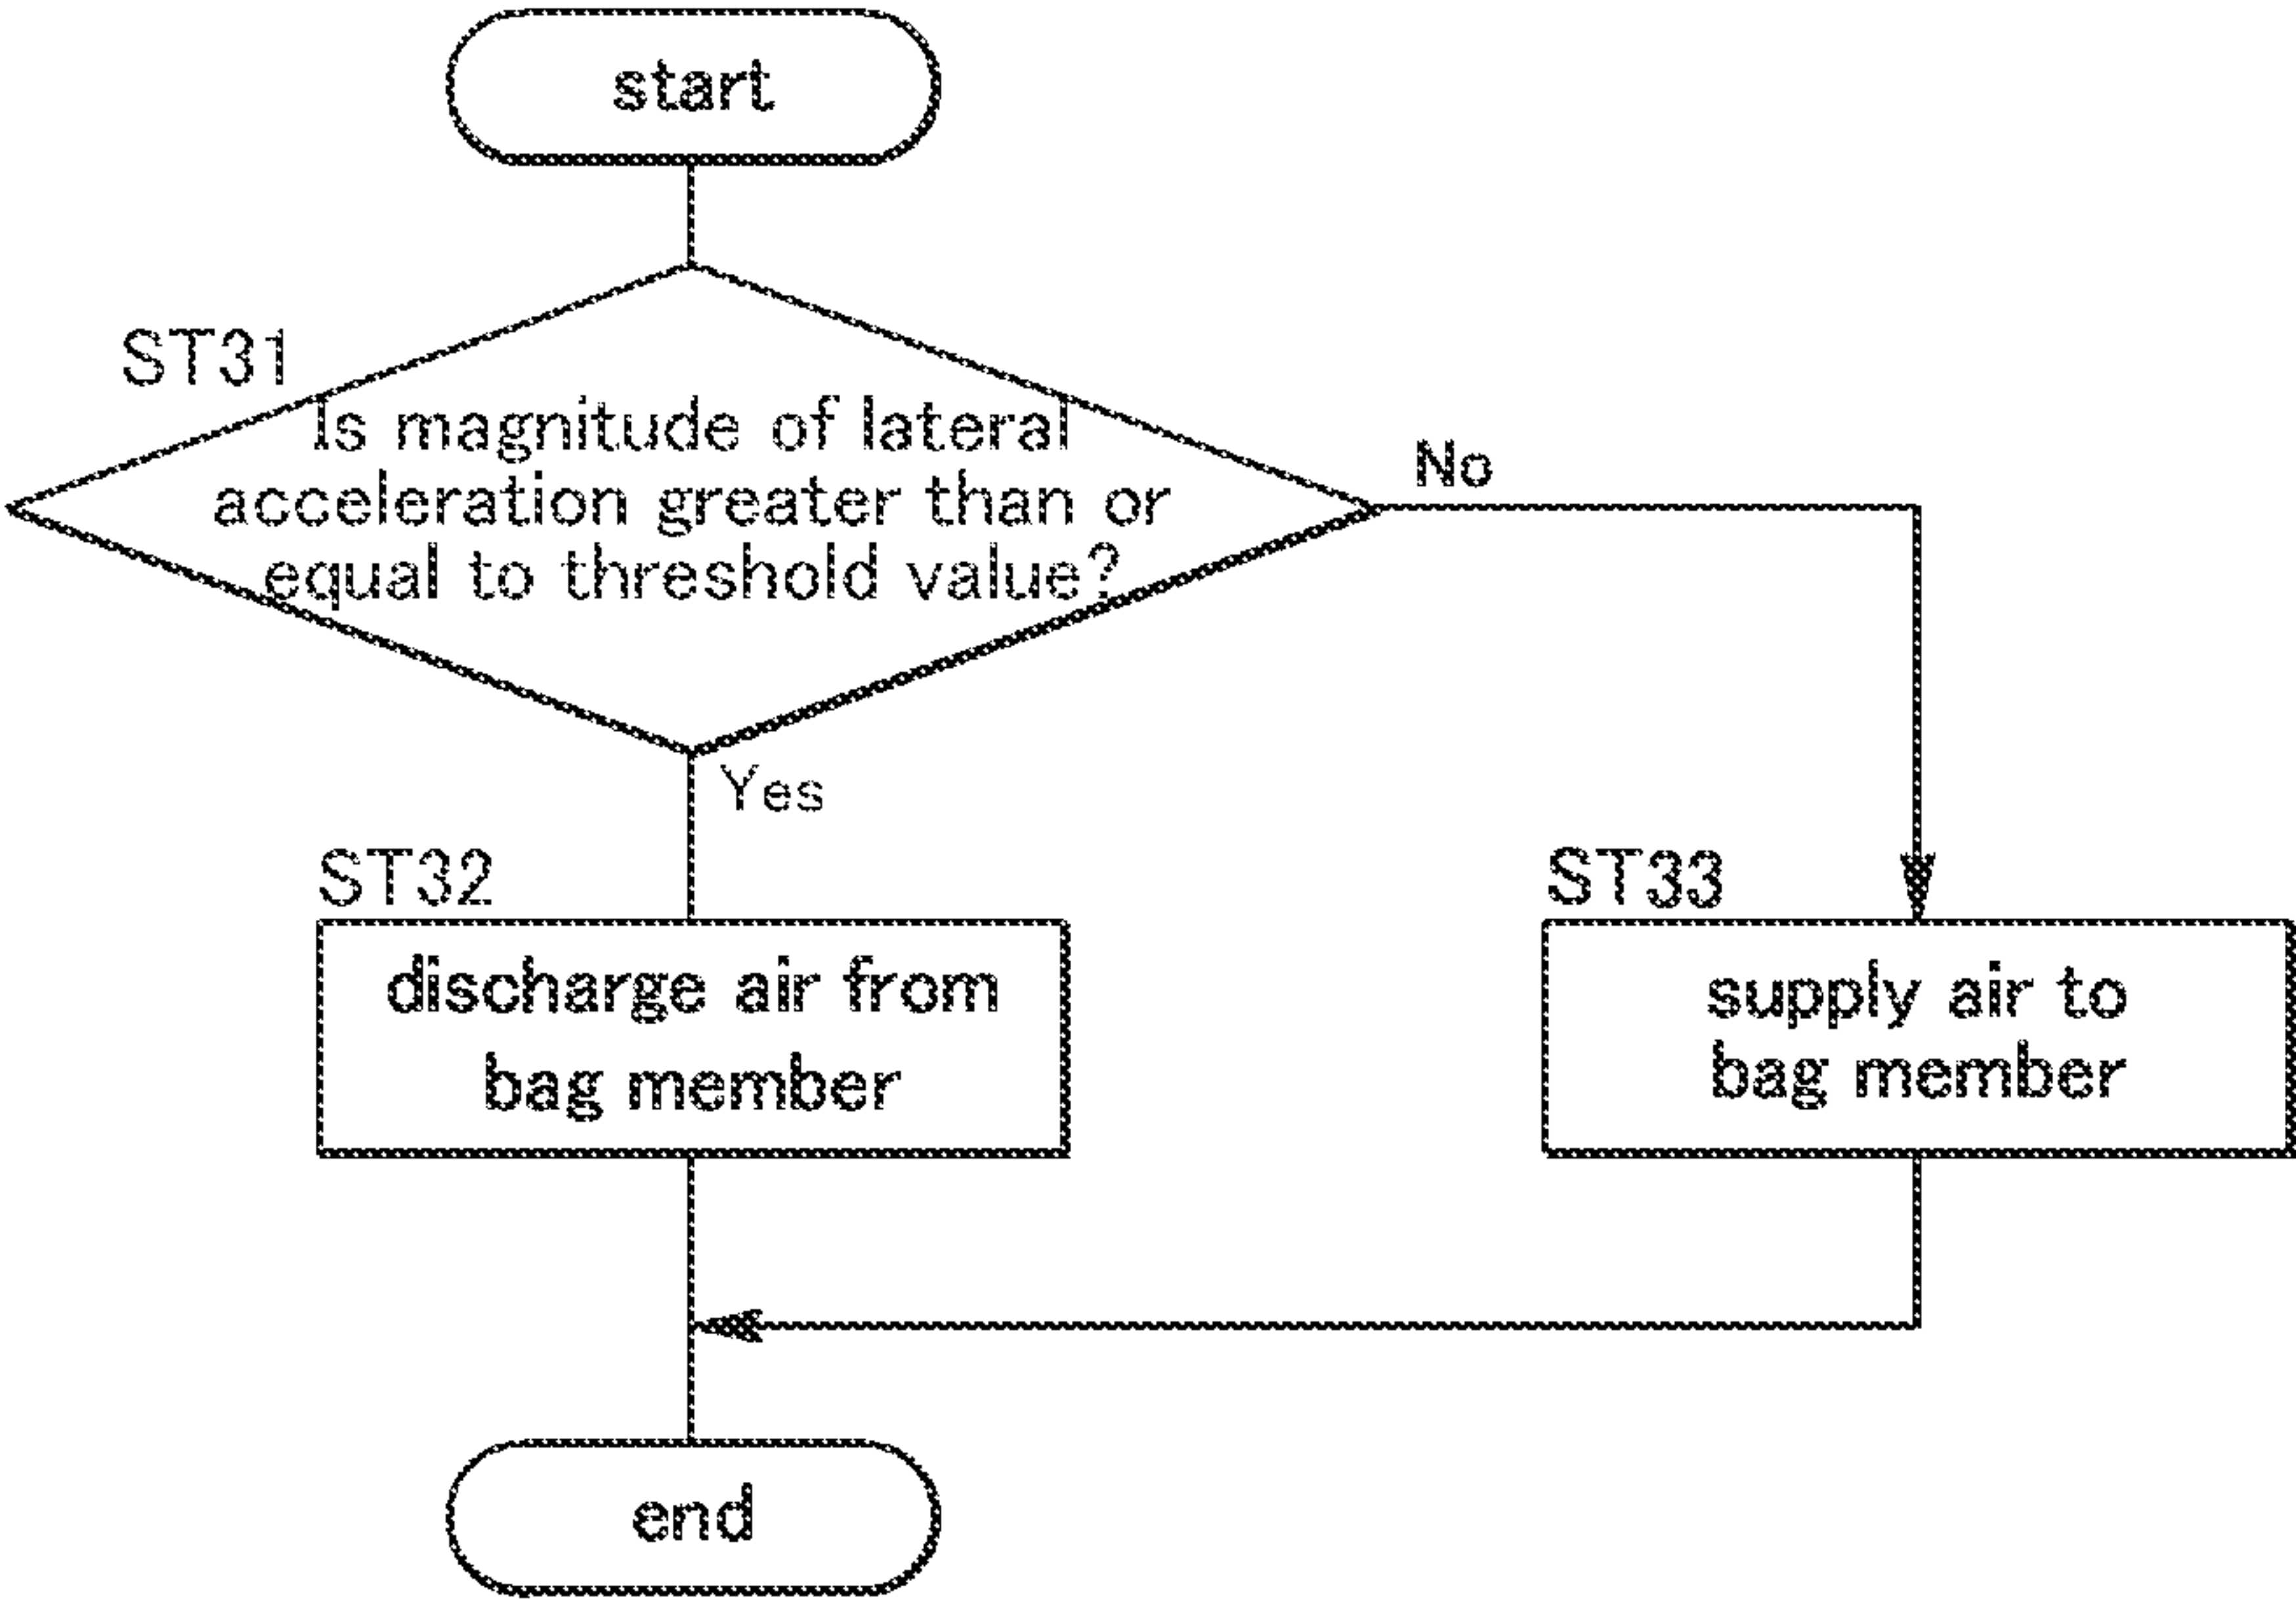 start
ST31
Is magnitude of lateral
acceleration greater than or
equal to threshold value?
No
Yes
ST32
discharge air from
bag member
ST33
supply air to
bag member
end